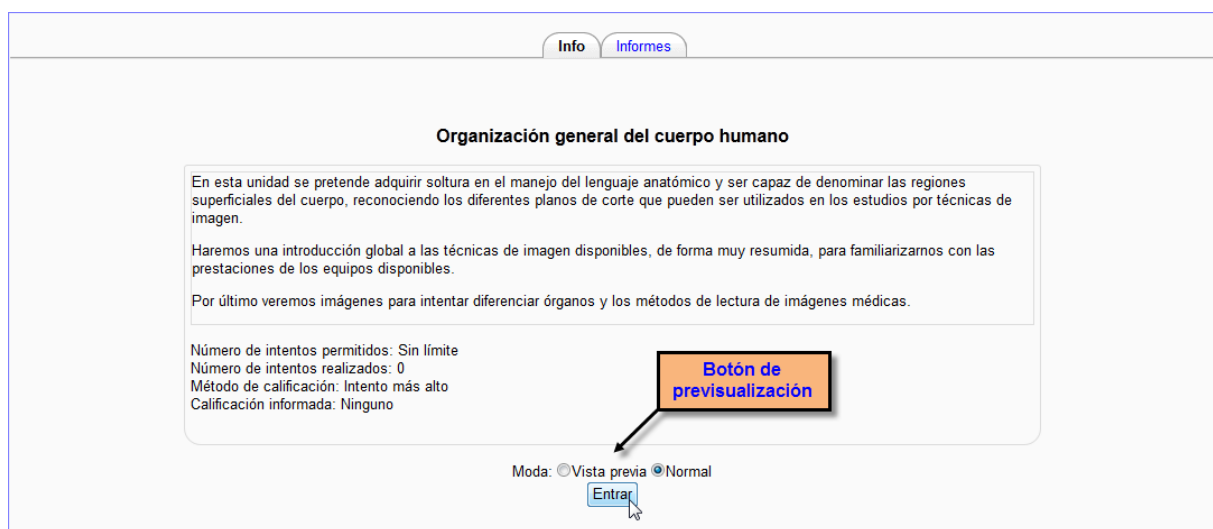 Info Informes
Organización general del cuerpo humano
En esta unidad se pretende adquirir soltura en el manejo del lenguaje anatómico y ser capaz de denominar las regiones
superficiales del cuerpo, reconociendo los diferentes planos de corte que pueden ser utilizados en los estudios por técnicas de
imagen.
Haremos una introducción global a las técnicas de imagen disponibles, de forma muy resumida, para familiarizarnos con las
prestaciones de los equipos disponibles.
Por último veremos imágenes para intentar diferenciar órganos y los métodos de lectura de imágenes médicas.
Número de intentos permitidos: Sin límite
Número de intentos realizados: 0
Método de calificación: Intento más alto
Calificación informada: Ninguno
Botón de
previsualización
Moda: Vista previa Normal
Entrar